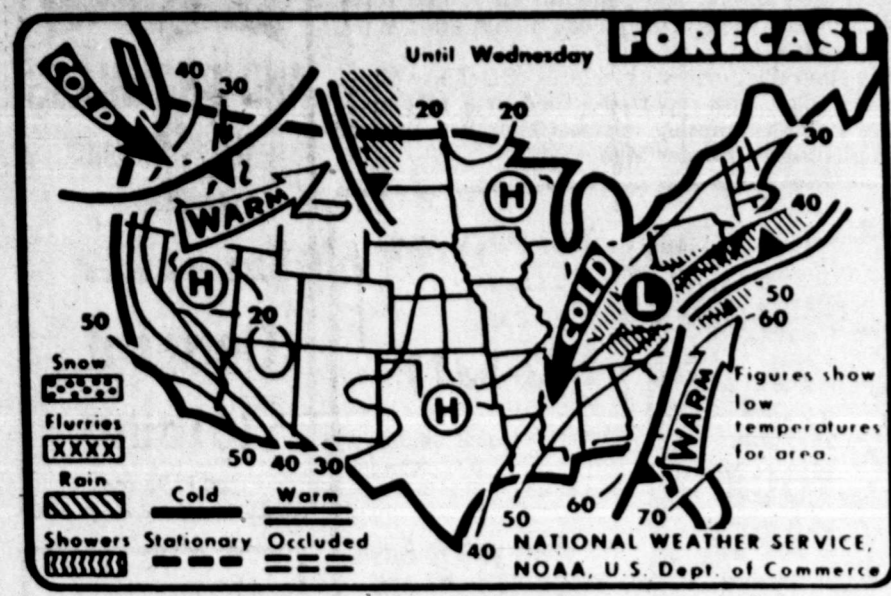 FORECAST
Until Wednesday
COLD
40
30
20
20
30
WARM
H
40
H
COLD
L
50
20
50
60
H
WARM
Figures show
low
temperatures
for area.
Snow
Flurries
XXXX
Rain
Showers
Cold
Warm
Stationary
Occluded
50 40 30
40
50
60
70
NATIONAL WEATHER SERVICE,
NOAA, U.S. Dept. of Commerce